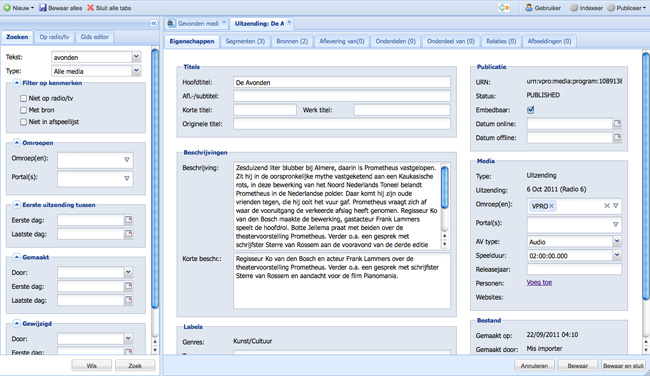 Nieuw
Bewaar alles
Sluit alle tabs
Gebruiker
Indexeer
Publiceer
Zoeken
Op radio/tv
Gids editor
Tekst:
avonden
Type:
Alle media
Filter op kenmerken
Niet op radio/tv
Met bron
Niet in afspeellijst
Omroepen
Omroep(en):
Portal(s):
Eerste uitzending tussen
Eerste dag:
Laatste dag:
Gemaakt
Door:
Eerste dag:
Laatste dag:
Gewijzigd
Door:
Eerste dag:
Wis
Zoek
Gevonden medi
Uitzending: De A
Eigenschappen
Segmenten (3)
Bronnen (2)
Aflevering van(0)
Onderdelen (0)
Onderdeel van (0)
Relaties (0)
Afbeeldingen (0)
Titels
Hoofdtitel:
De Avonden
Afl.-/subtitel:
Korte titel:
Werk titel:
Originele titel:
Beschrijvingen
Beschrijving:
Zesduizend liter blubber bij Almere, daarin is Prometheus vastgelopen.
Zit hij in de oorspronkelijke mythe vastgeketend aan een Kaukasische
rots, in deze bewerking van het Noord Nederlands Toneel belandt
Prometheus in de Nederlandse polder. Daar komt hij zijn oude
vrienden tegen, die hij ooit het vuur gaf. Prometheus vraagt zich af
waar de vooruitgang de verkeerde afslag heeft genomen. Regisseur Ko
van den Bosch maakte de bewerking, gastacteur Frank Lammers
speelt de hoofdrol. Botte Jellema praat met beiden over de
theatervoorstelling Prometheus. Verder o.a. een gesprek met
schrijfster Sterre van Rossem aan de vooravond van de derde editie
Korte beschr.:
Regisseur Ko van den Bosch en acteur Frank Lammers over de
theatervoorstelling Prometheus. Verder o.a. een gesprek met schrijfster
Sterre van Rossem en aandacht voor de film Pianomania.
Labels
Genres:
Kunst/Cultuur
Publicatie
URN:
urn:vpro:media:program:1089138
Status:
PUBLISHED
Embedbaar:
Datum online:
Datum offline:
Media
Type:
Uitzending
Uitzending:
6 Oct 2011 (Radio 6)
Omroep(en):
VPRO
Portal(s):
AV type:
Audio
Speelduur:
02:00:00.000
Releasejaar:
Personen:
Voeg toe
Websites:
Bestand
Gemaakt op:
22/09/2011 04:10
Gemaakt door:
Mis importer
Annuleren
Bewaar
Bewaar en sluit